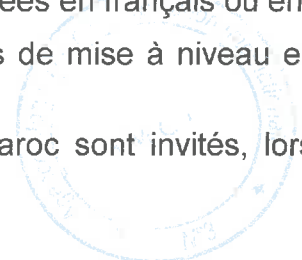 ées en français ou en
s de mise à niveau e
aroc sont invités, lors